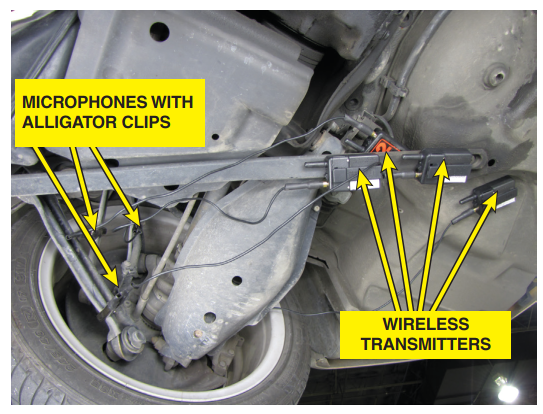 MICROPHONES WITH
ALLIGATOR CLIPS
WIRELESS
TRANSMITTERS